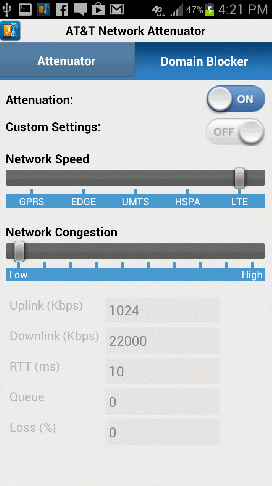 47% 4:21 PM
AT&T Network Attenuator
Attenuator Domain Blocker
Attenuation: ON
Custom Settings: OFF
Network Speed
GPRS EDGE UMTS HSPA LTE
Network Congestion
Low High
Uplink (Kbps) 1024
Downlink (Kbps) 22000
RTT (ms) 10
Queue 0
Loss (%) 0